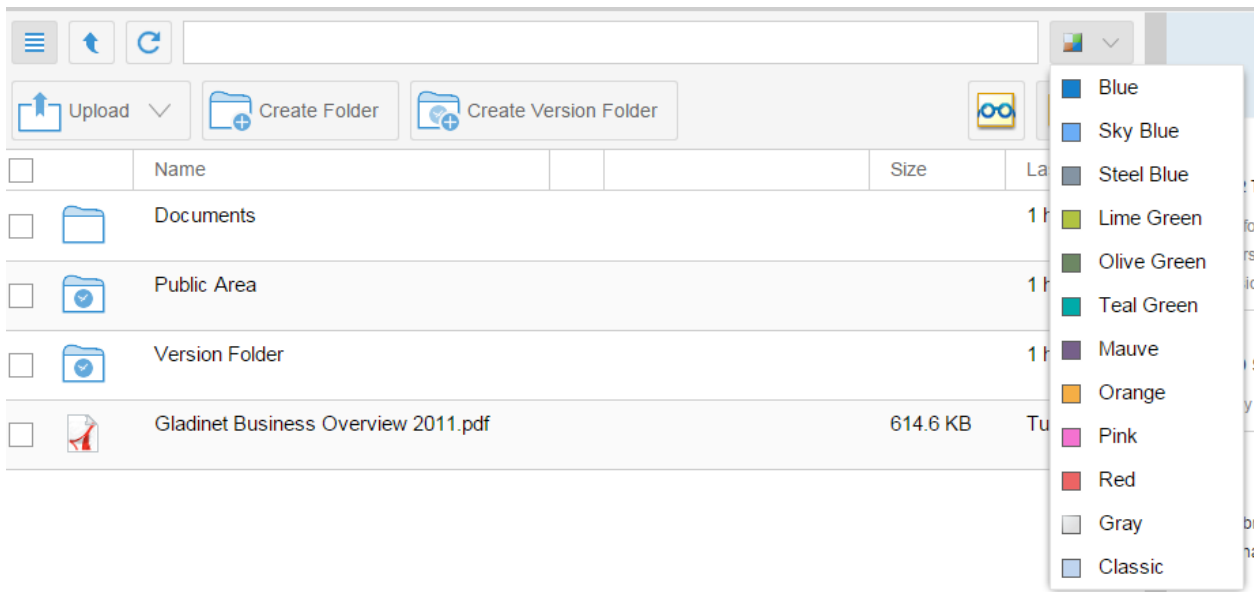 Upload Create Folder Create Version Folder
Name Size La
Documents 1 h
Public Area 1 h
Version Folder 1 h
Gladinet Business Overview 2011.pdf 614.6 KB Tu
Blue
Sky Blue
Steel Blue
Lime Green
Olive Green
Teal Green
Mauve
Orange
Pink
Red
Gray
Classic